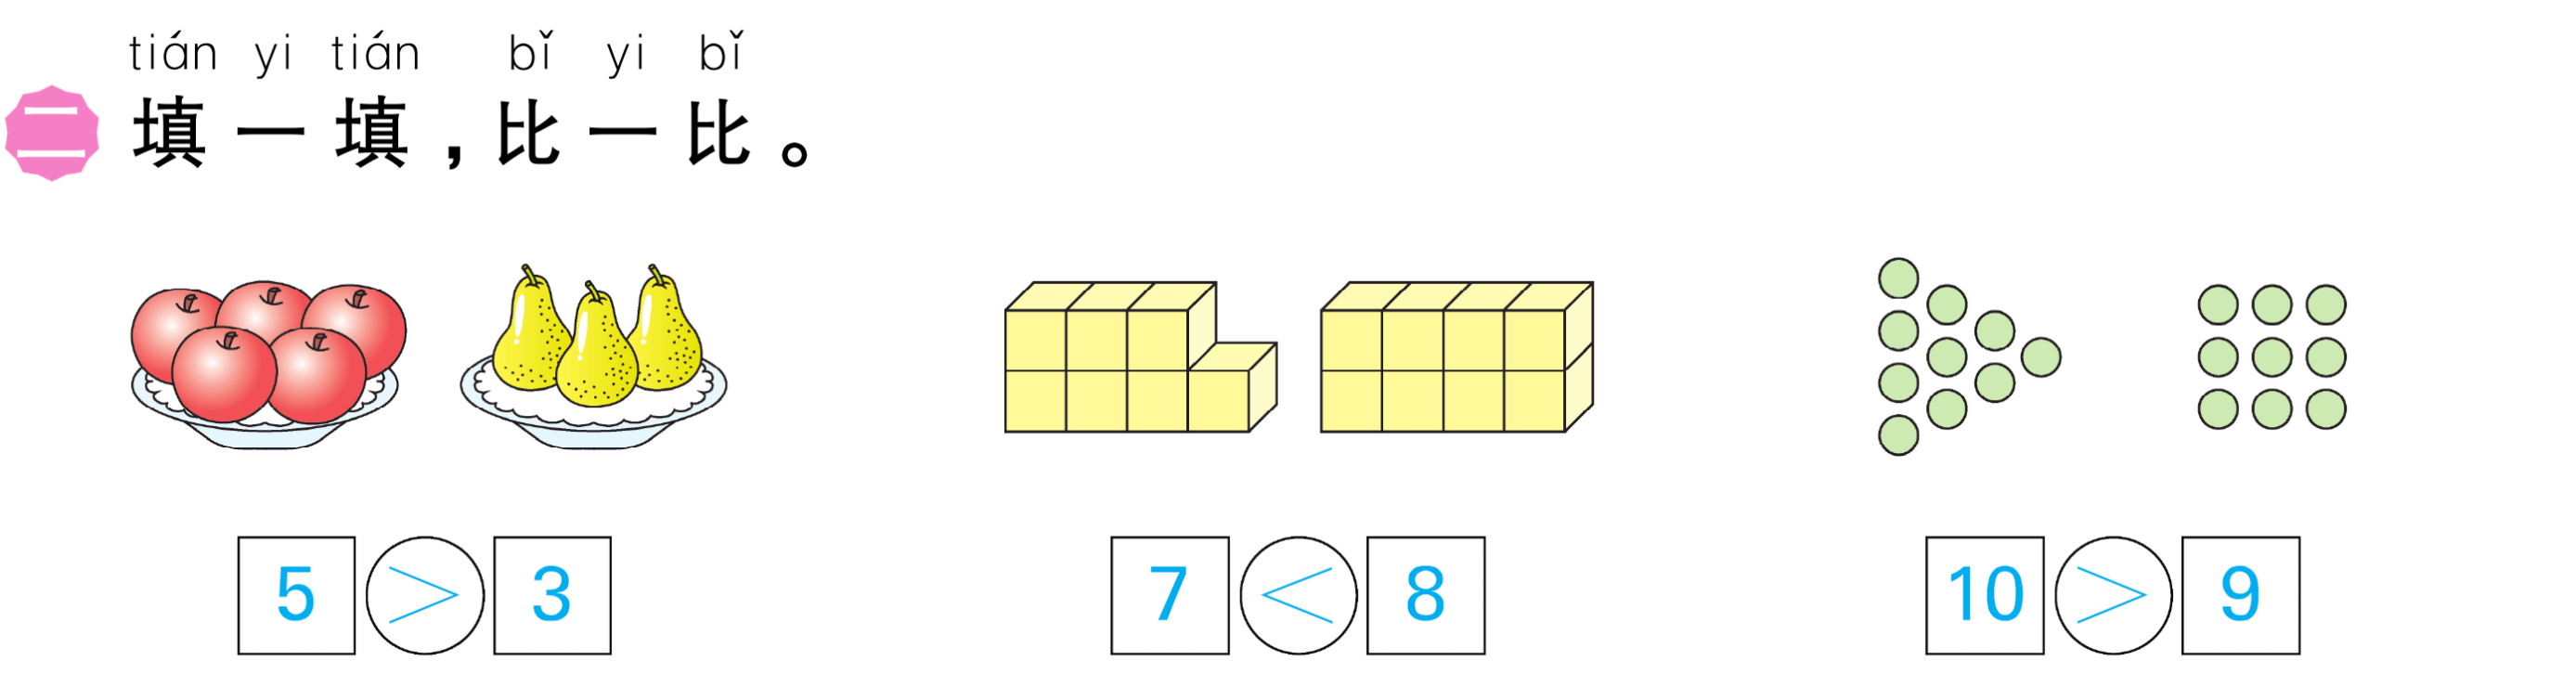 tián yi tián bǐ yi bǐ
二 填一填，比一比。
5 > 3 7 < 8 10 > 9